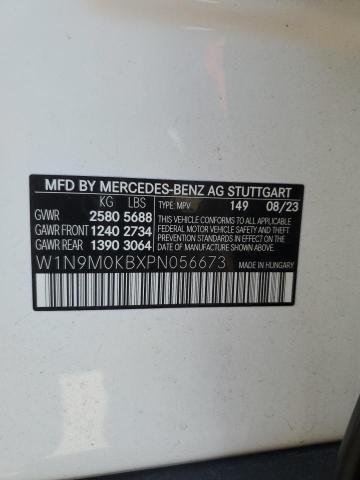 MFD BY MERCEDES-BENZ AG STUTTGART
KG LBS TYPE: MPV 149 08/23
GVWR 2580 5688
GAWR FRONT 1240 2734
GAWR REAR 1390 3064
THIS VEHICLE CONFORMS TO ALL APPLICABLE
FEDERAL MOTOR VEHICLE SAFETY AND
THEFT PREVENTION STANDARDS IN EFFECT ON
THE DATE OF MANUFACTURE SHOWN ABOVE.
W1N9M0KBXPN056673
MADE IN HUNGARY